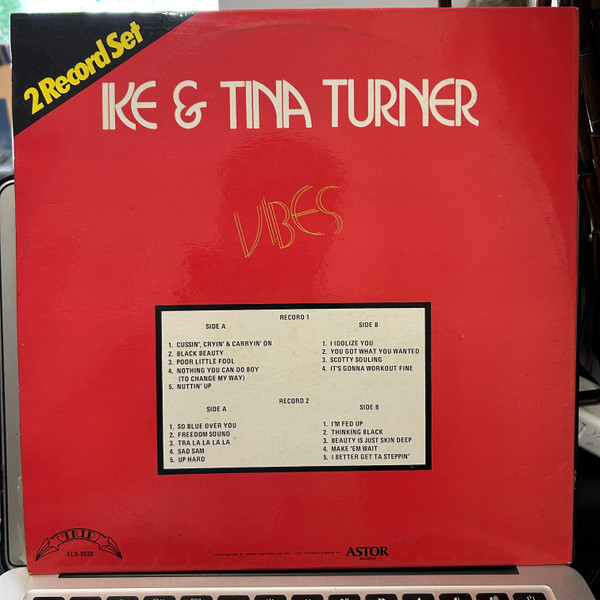 2 Record Set
IKE & TINA TURNER
VIBES
RECORD 1
SIDE A
1. CUSSIN', CRYIN' & CARRYIN' ON
2. BLACK BEAUTY
3. POOR LITTLE FOOL
4. NOTHING YOU CAN DO BOY
(TO CHANGE MY WAY)
5. NUTTIN' UP
SIDE B
1. I IDOLIZE YOU
2. YOU GOT WHAT YOU WANTED
3. SCOTTY SOULING
4. IT'S GONNA WORKOUT FINE
RECORD 2
SIDE A
1. SO BLUE OVER YOU
2. FREEDOM SOUND
3. TRA LA LA LA LA
4. SAD SAM
5. UP HARD
SIDE B
1. I'M FED UP
2. THINKING BLACK
3. BEAUTY IS JUST SKIN DEEP
4. MAKE 'EM WAIT
5. I BETTER GET TA STEPPIN'
TRIP
TLX-9520
ASTOR